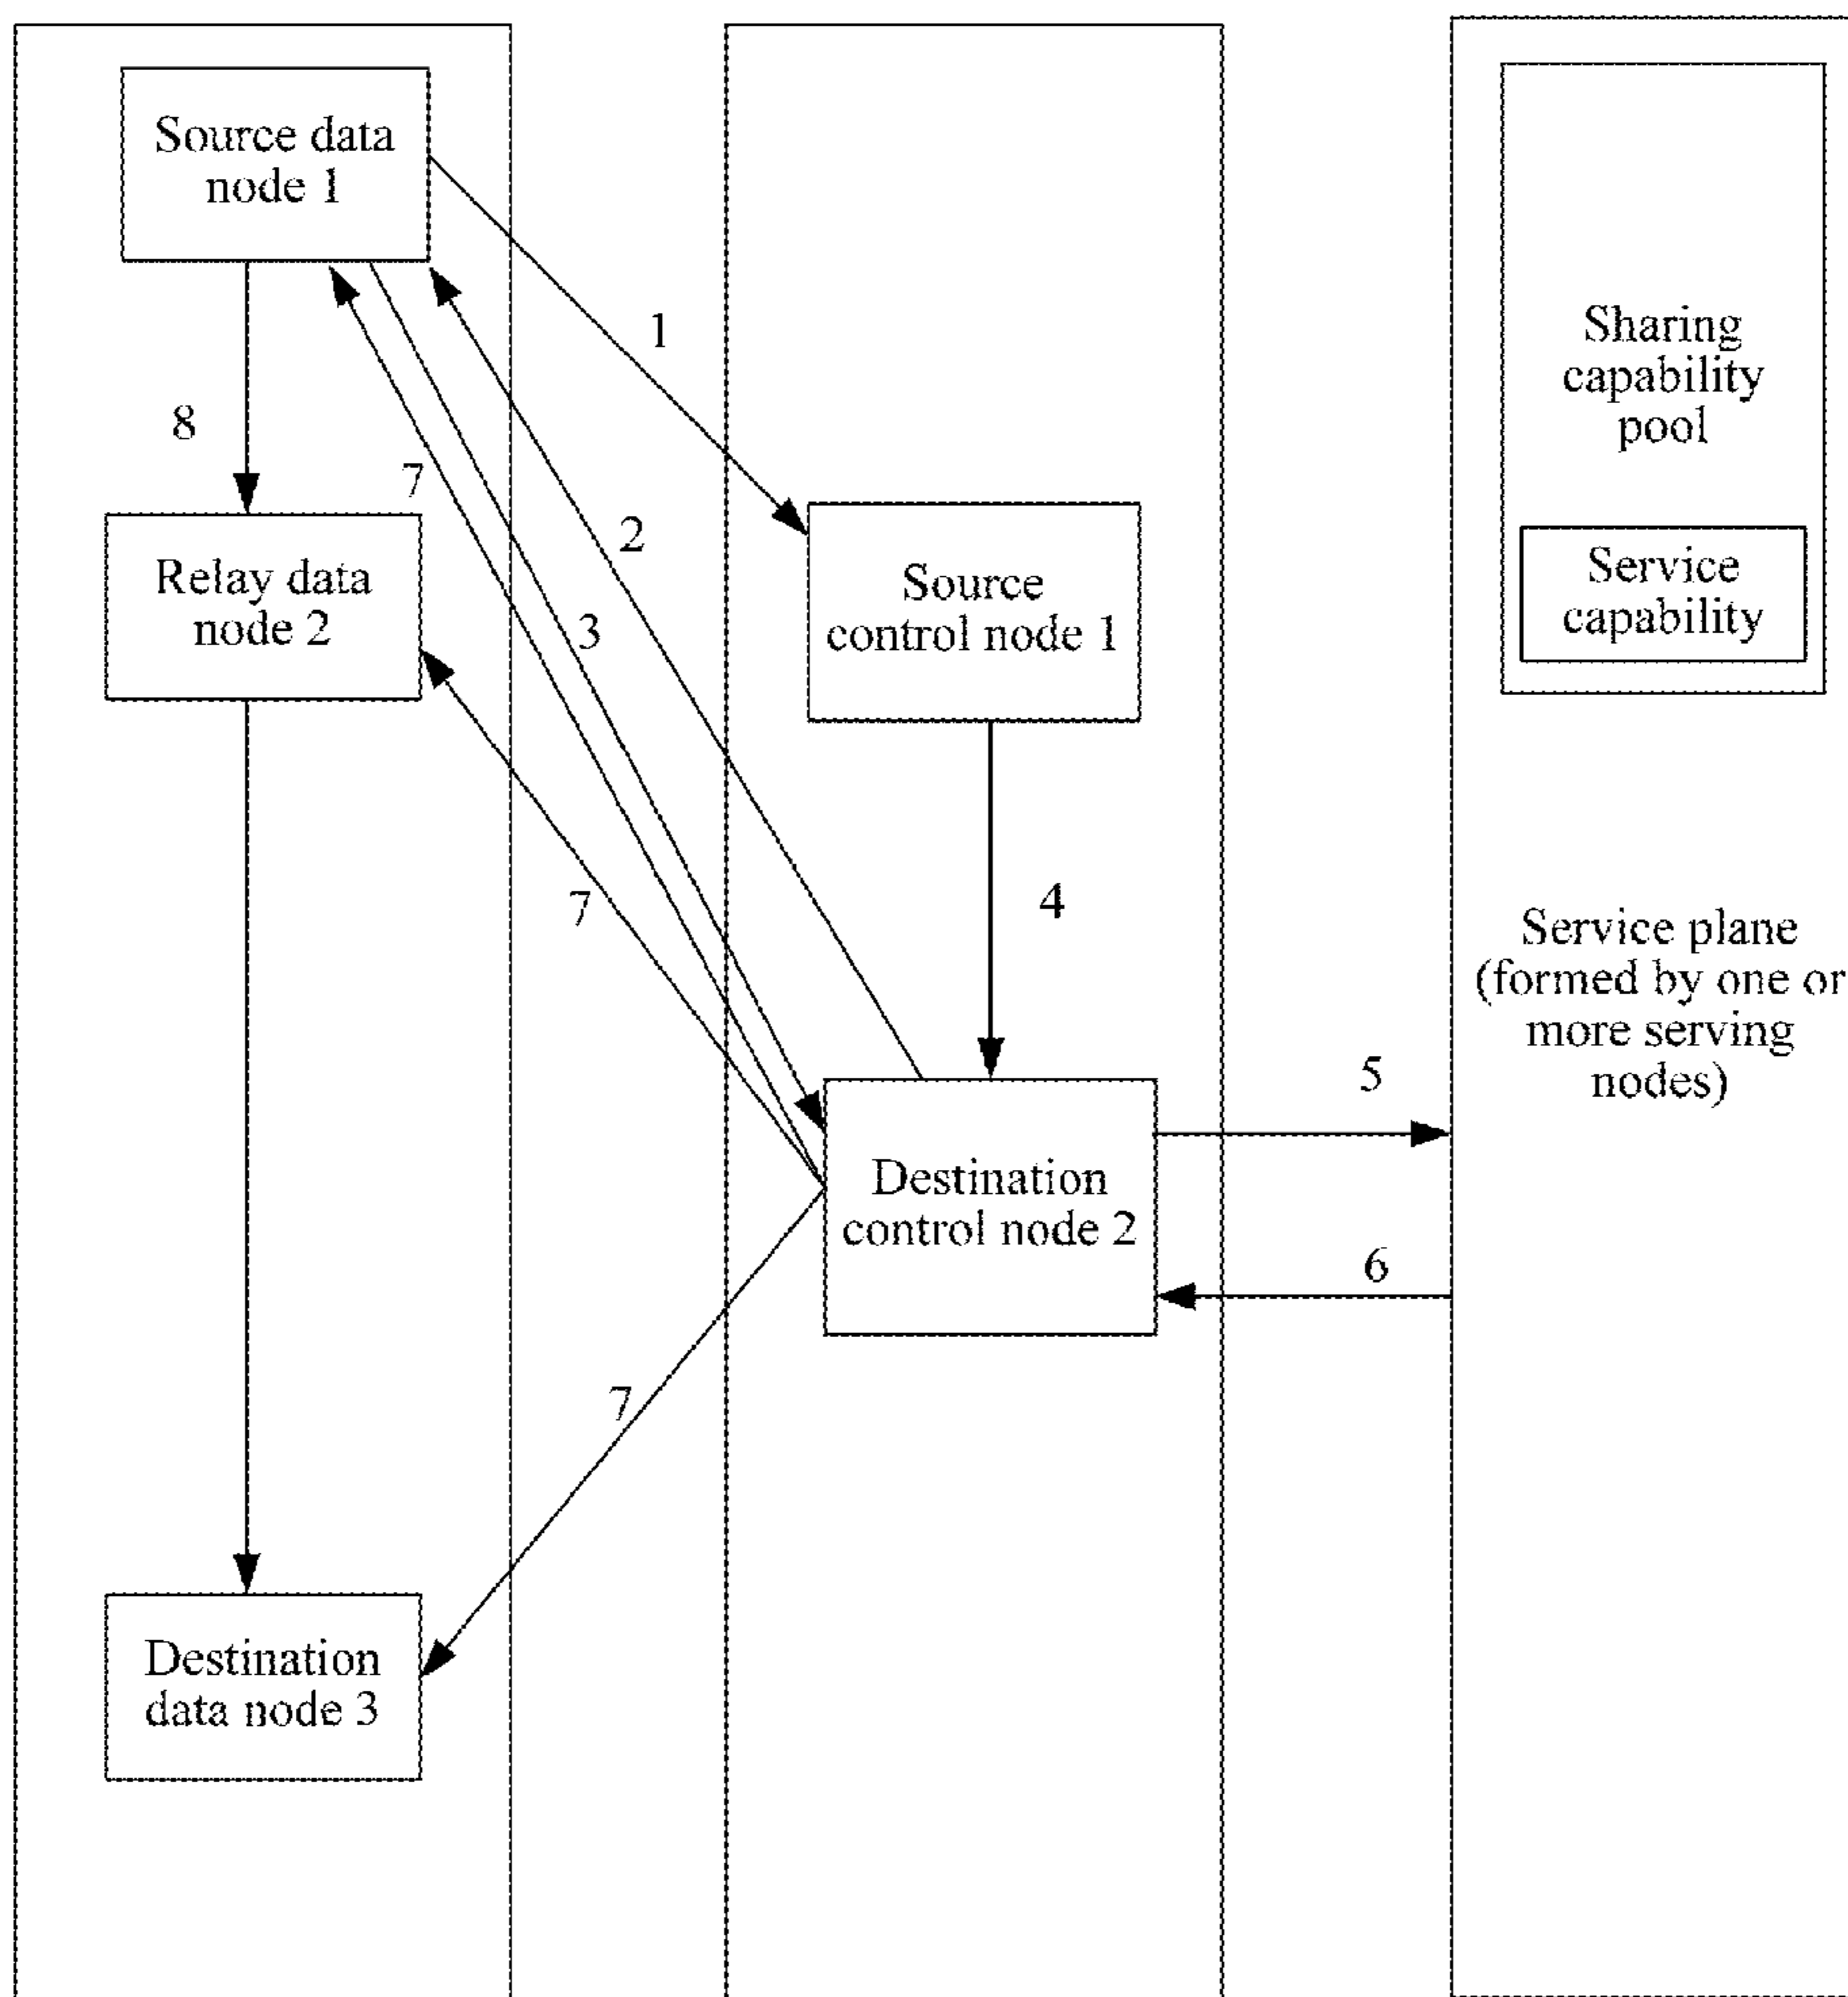 Source data
node 1
1
8
7
2
3
Relay data
node 2
Source
control node 1
Sharing
capability
pool
Service
capability
7
4
Service plane
(formed by one or
more serving
nodes)
5
Destination
control node 2
6
7
Destination
data node 3